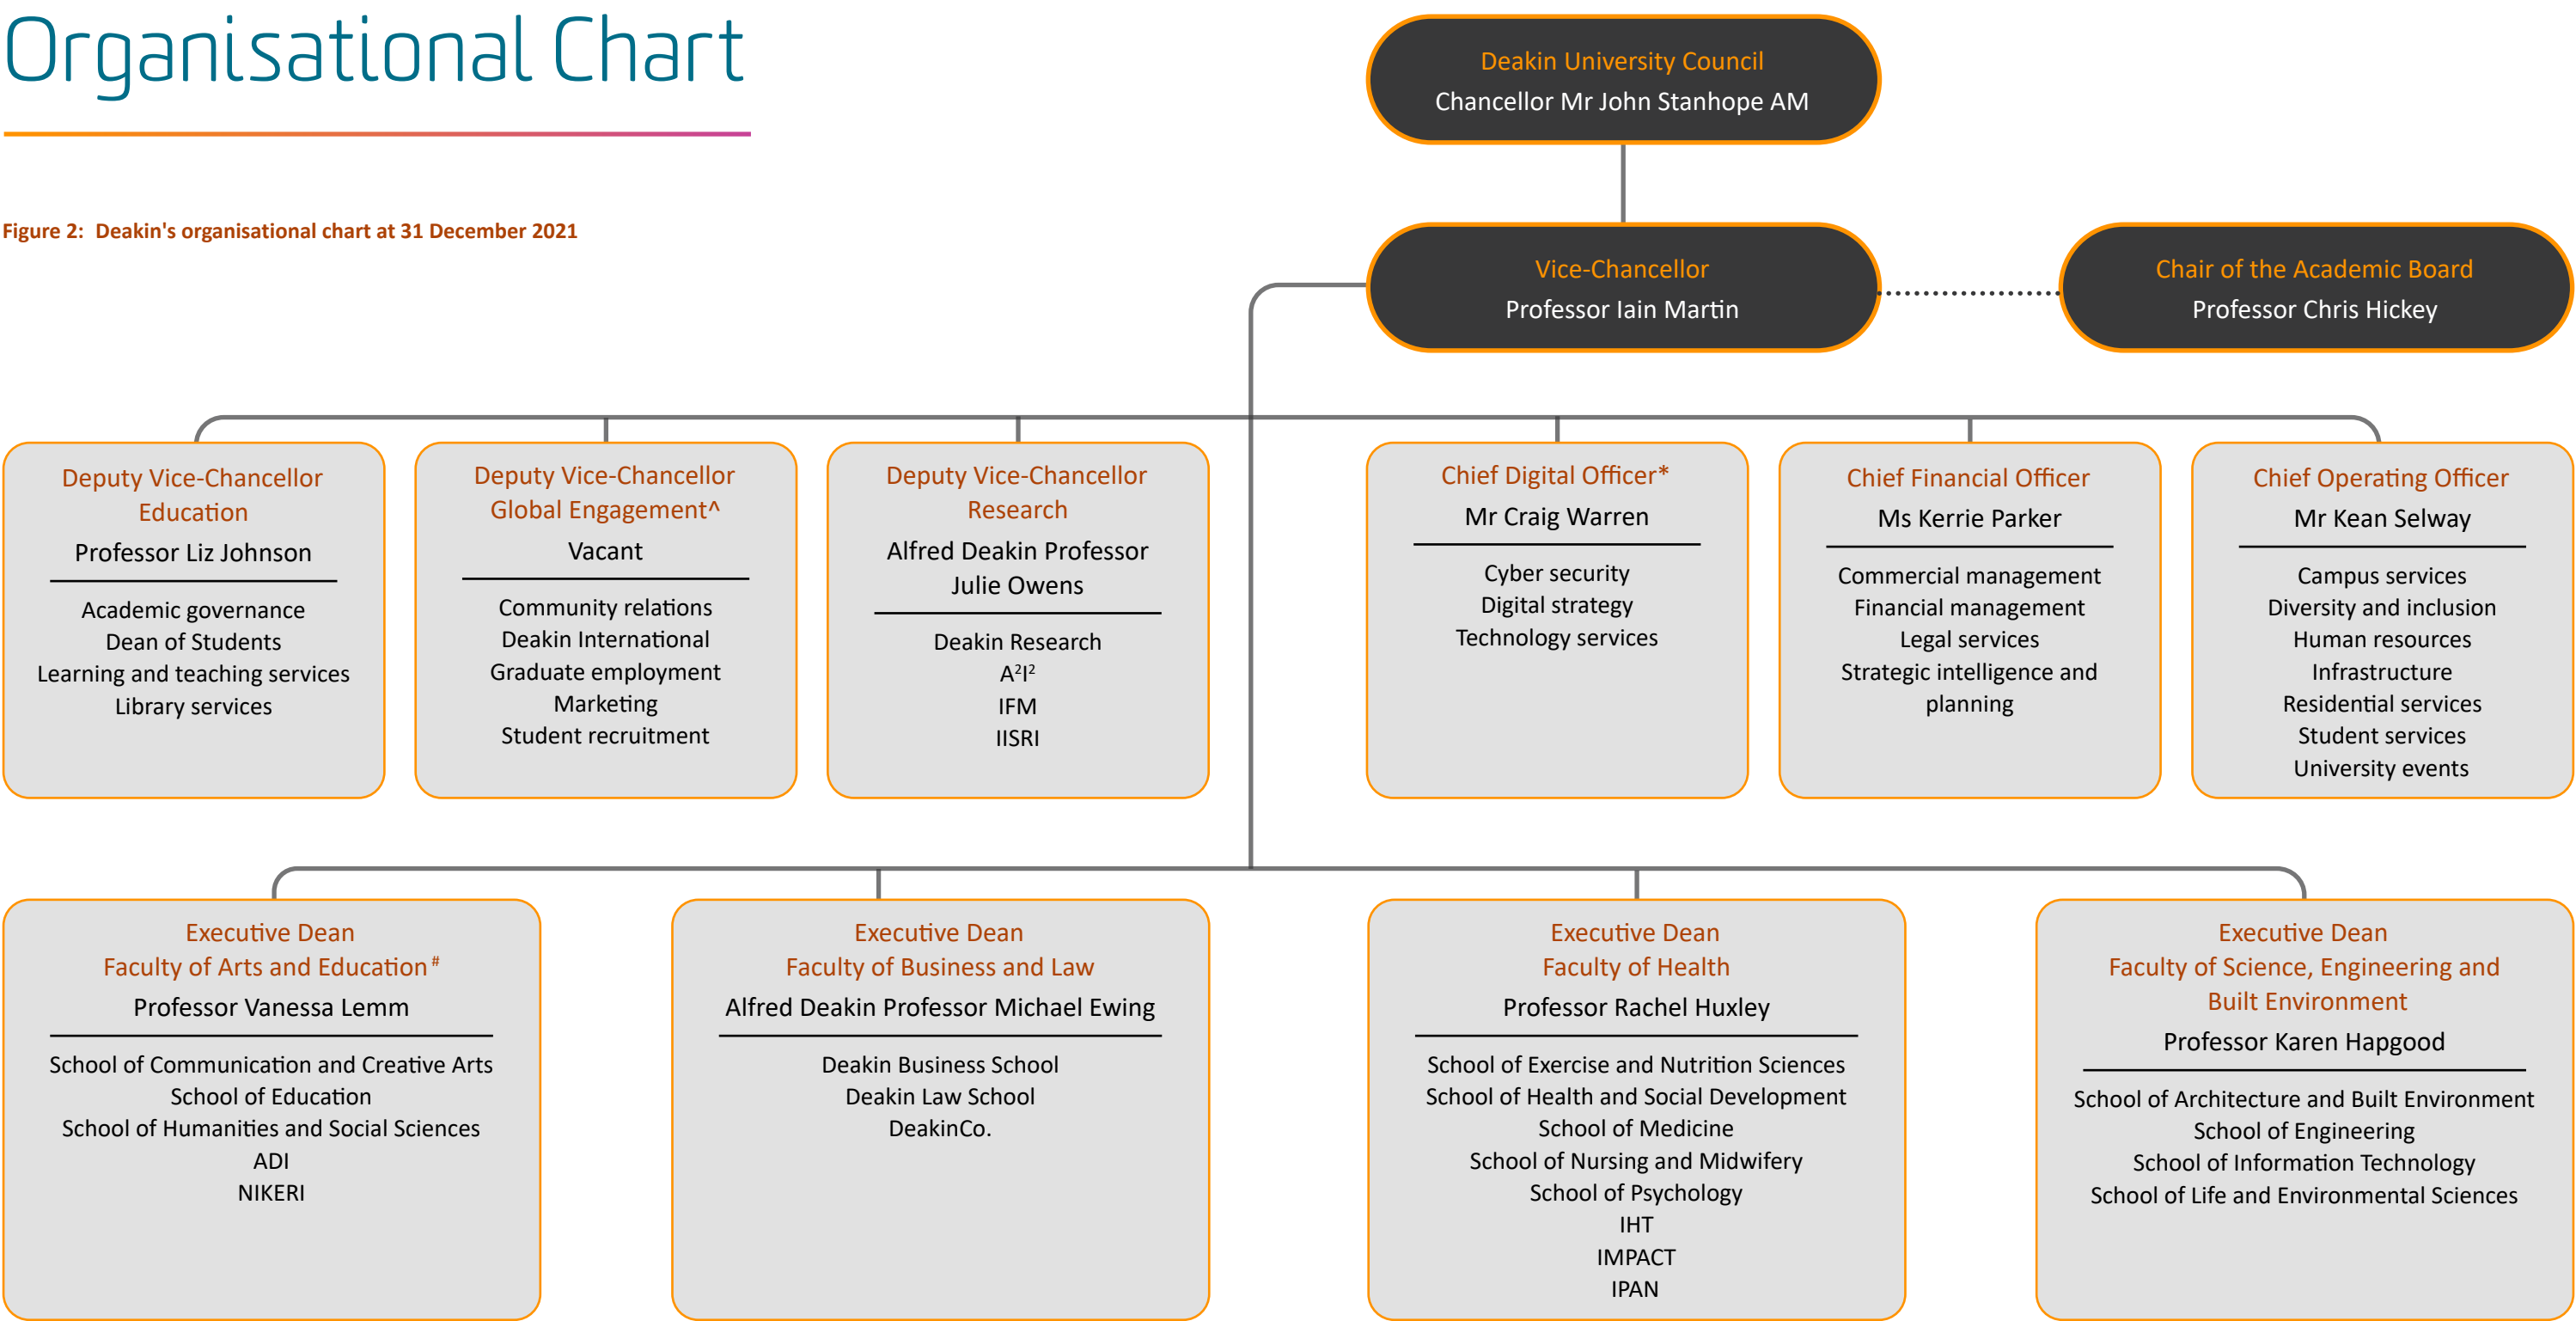 Organisational Chart
Figure 2: Deakin's organisational chart at 31 December 2021
Deakin University Council
Chancellor Mr John Stanhope AM
Vice-Chancellor
Professor Iain Martin
Chair of the Academic Board
Professor Chris Hickey
Deputy Vice-Chancellor
Education
Professor Liz Johnson
Academic governance
Dean of Students
Learning and teaching services
Library services
Deputy Vice-Chancellor
Global Engagement^
Vacant
Community relations
Deakin International
Graduate employment
Marketing
Student recruitment
Deputy Vice-Chancellor
Research
Alfred Deakin Professor
Julie Owens
Deakin Research
A²I²
IFM
IISRI
Chief Digital Officer*
Mr Craig Warren
Cyber security
Digital strategy
Technology services
Chief Financial Officer
Ms Kerrie Parker
Commercial management
Financial management
Legal services
Strategic intelligence and
planning
Chief Operating Officer
Mr Kean Selway
Campus services
Diversity and inclusion
Human resources
Infrastructure
Residential services
Student services
University events
Executive Dean
Faculty of Arts and Education#
Professor Vanessa Lemm
School of Communication and Creative Arts
School of Education
School of Humanities and Social Sciences
ADI
NIKERI
Executive Dean
Faculty of Business and Law
Alfred Deakin Professor Michael Ewing
Deakin Business School
Deakin Law School
DeakinCo.
Executive Dean
Faculty of Health
Professor Rachel Huxley
School of Exercise and Nutrition Sciences
School of Health and Social Development
School of Medicine
School of Nursing and Midwifery
School of Psychology
IHT
IMPACT
IPAN
Executive Dean
Faculty of Science, Engineering and
Built Environment
Professor Karen Hapgood
School of Architecture and Built Environment
School of Engineering
School of Information Technology
School of Life and Environmental Sciences